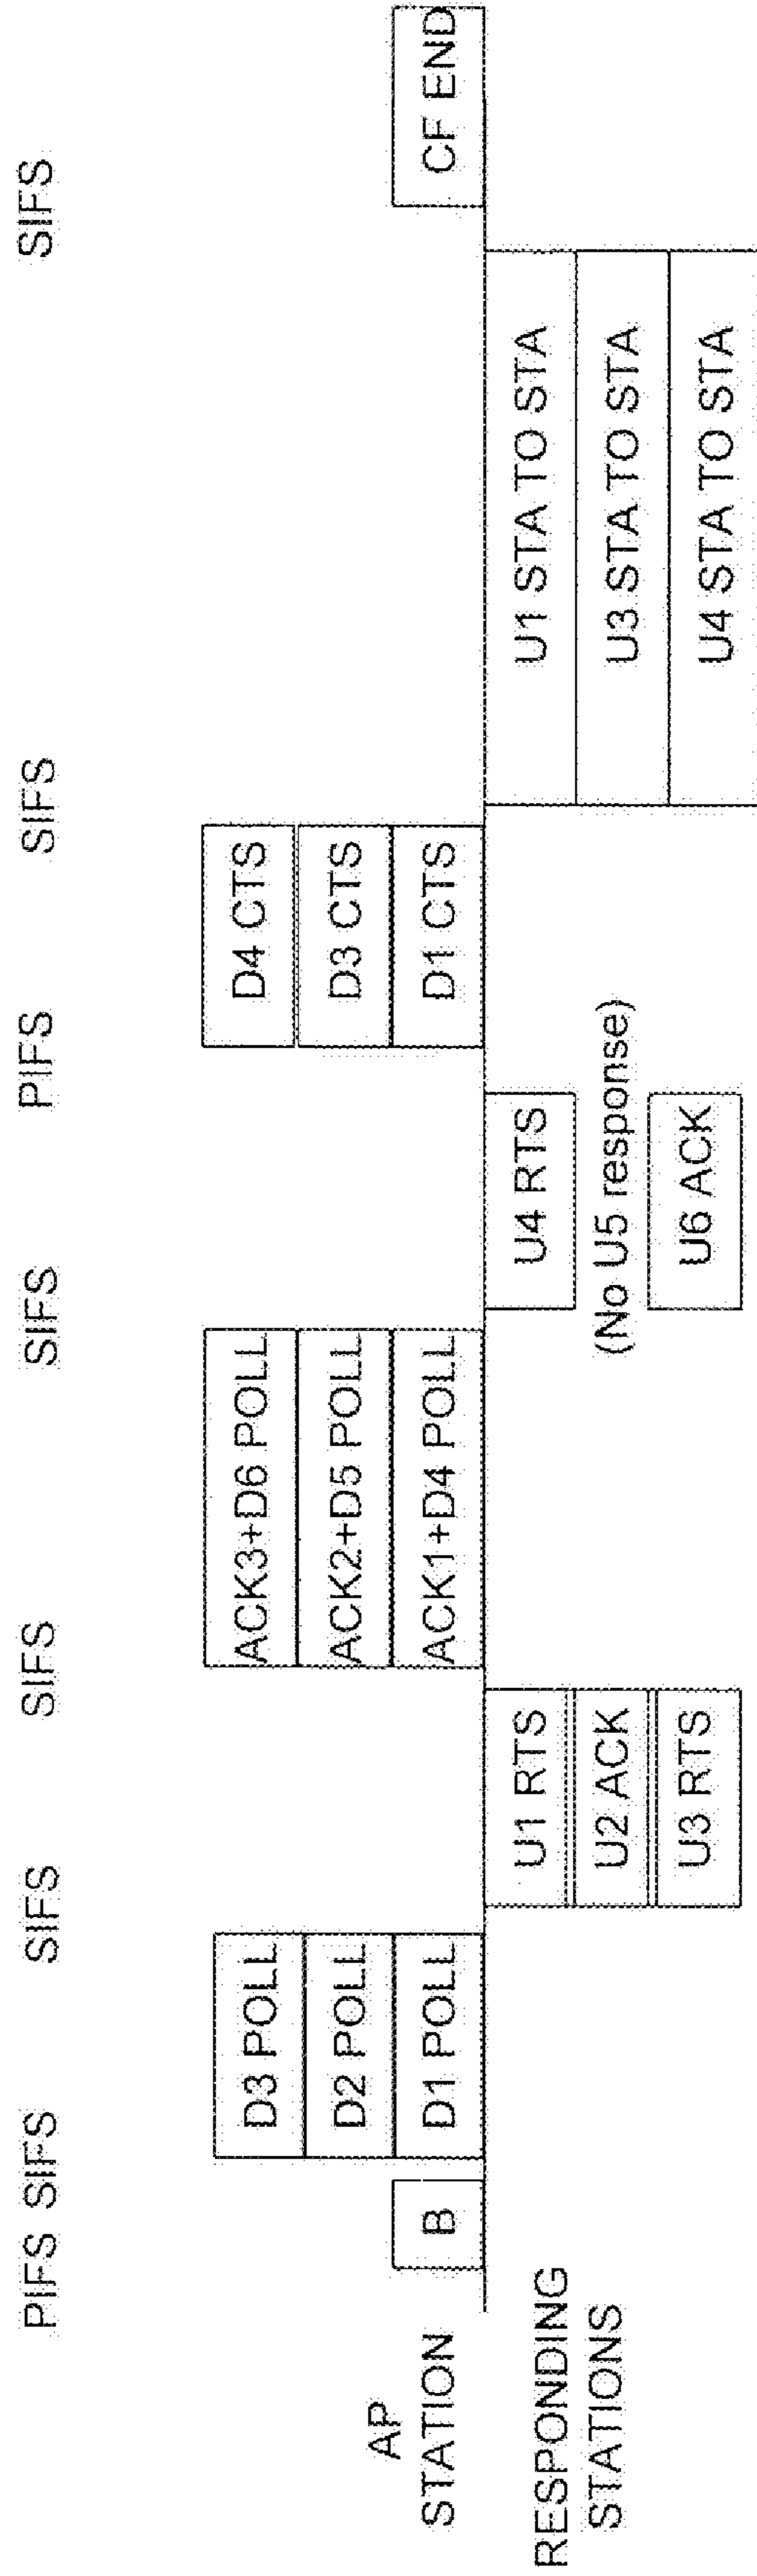 PIFS SIFS SIFS SIFS SIFS PIFS SIFS SIFS
AP
STATION
B
D3 POLL
D2 POLL
D1 POLL
ACK3+D6 POLL
ACK2+D5 POLL
ACK1+D4 POLL
D4 CTS
D3 CTS
D1 CTS
CF END
RESPONDING
STATIONS
U1 RTS
U2 ACK
U3 RTS
U4 RTS
(No U5 response)
U6 ACK
U1 STA TO STA
U3 STA TO STA
U4 STA TO STA